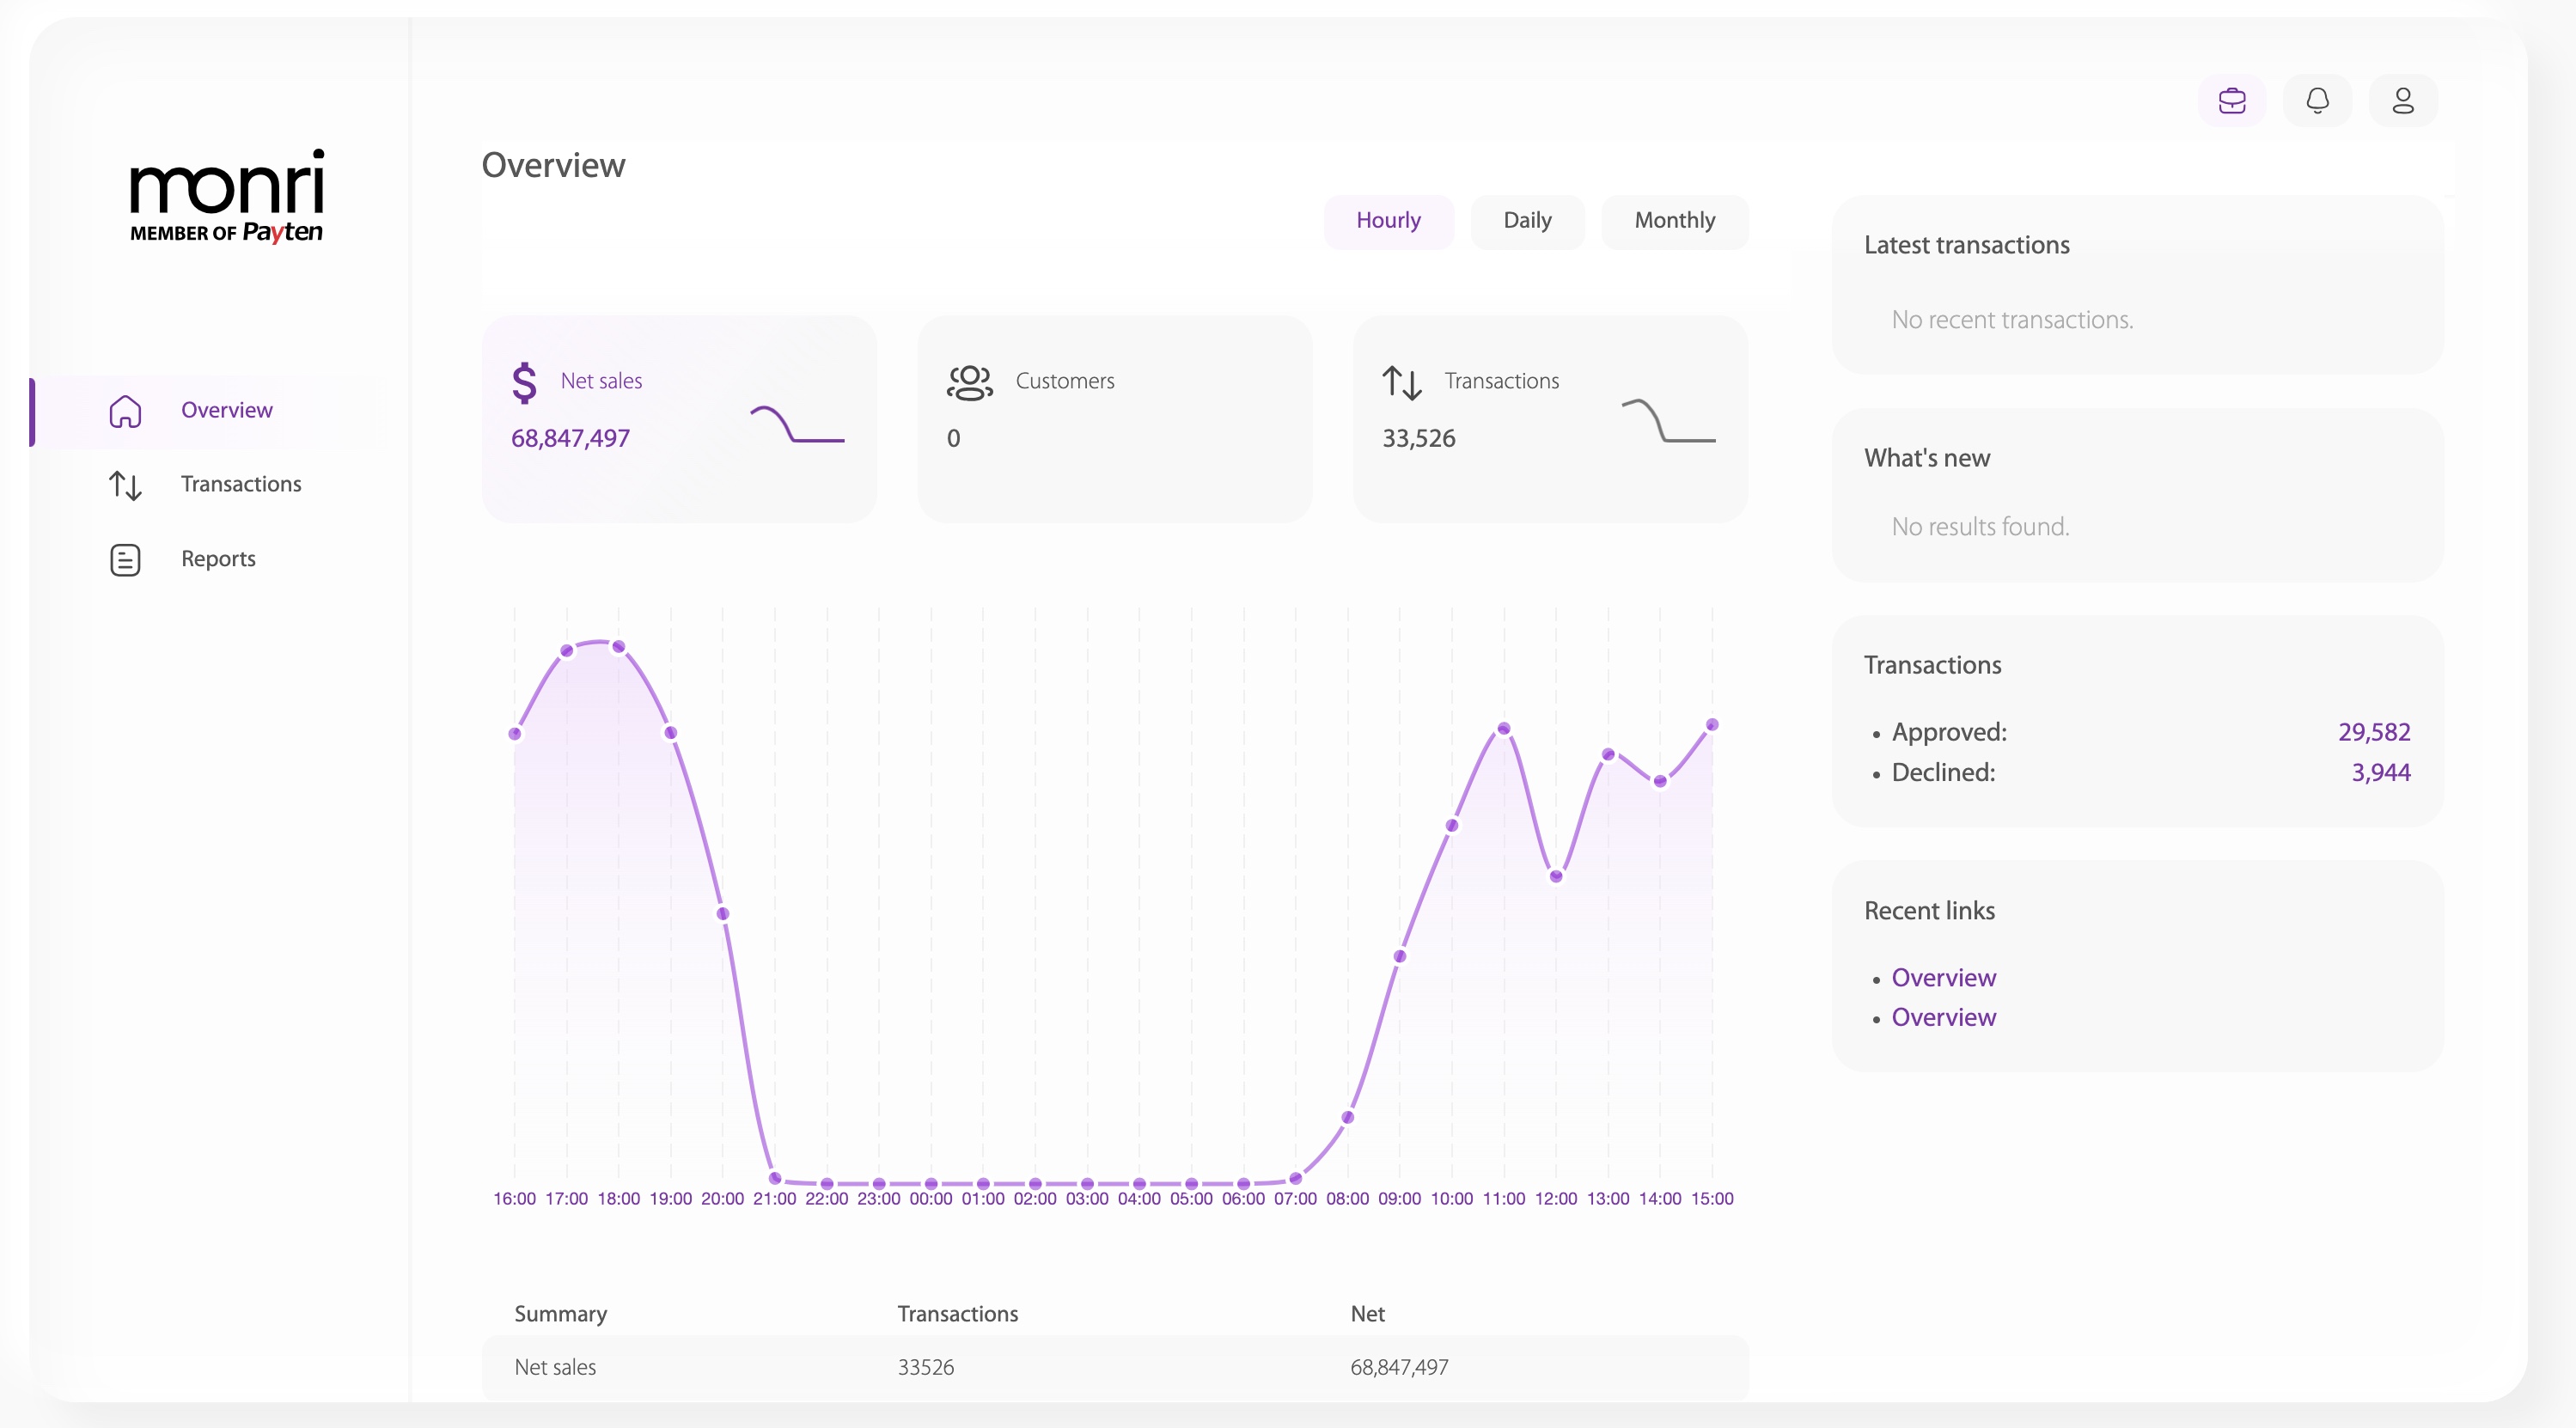 monri
MEMBER OF Payten
Overview
Transactions
Reports
Overview
Hourly Daily Monthly
Net sales
68,847,497
Customers
0
Transactions
33,526
16:00 17:00 18:00 19:00 20:00 21:00 22:00 23:00 00:00 01:00 02:00 03:00 04:00 05:00 06:00 07:00 08:00 09:00 10:00 11:00 12:00 13:00 14:00 15:00
Summary Transactions Net
Net sales 33526 68,847,497
Latest transactions
No recent transactions.
What's new
No results found.
Transactions
• Approved: 29,582
• Declined: 3,944
Recent links
• Overview
• Overview